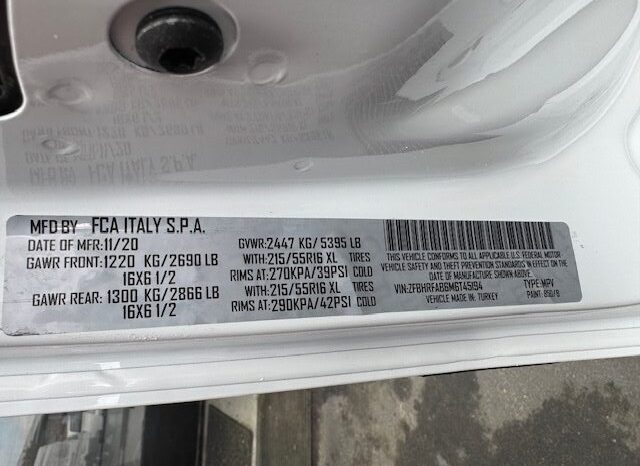 MFD BY FCA ITALY S.P.A.
DATE OF MFR:11/20 GVWR:2447 KG/5395 LB
GAWR FRONT:1220 KG/2690 LB WITH:215/55R16 XL TIRES
16X6 1/2 RIMS AT:270KPA/39PSI COLD
GAWR REAR:1300 KG/2866 LB WITH:215/55R16 XL TIRES
16X6 1/2 RIMS AT:290KPA/42PSI COLD
THIS VEHICLE CONFORMS TO ALL APPLICABLE U.S. FEDERAL MOTOR
VEHICLE SAFETY STANDARDS IN EFFECT ON THE
DATE OF MANUFACTURE SHOWN ABOVE.
VIN:ZFBHRFAB6M6T45194 TYPE:MPV
VEHICLE MADE IN: TURKEY PAINT: